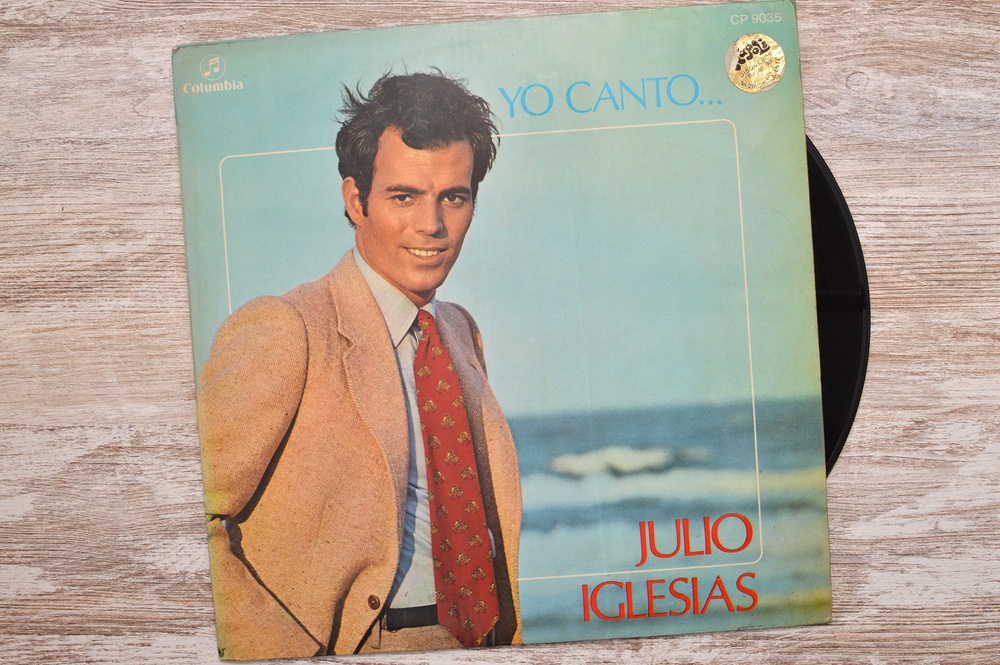 CP 9035
Columbia
YO CANTO...
JULIO
IGLESIAS